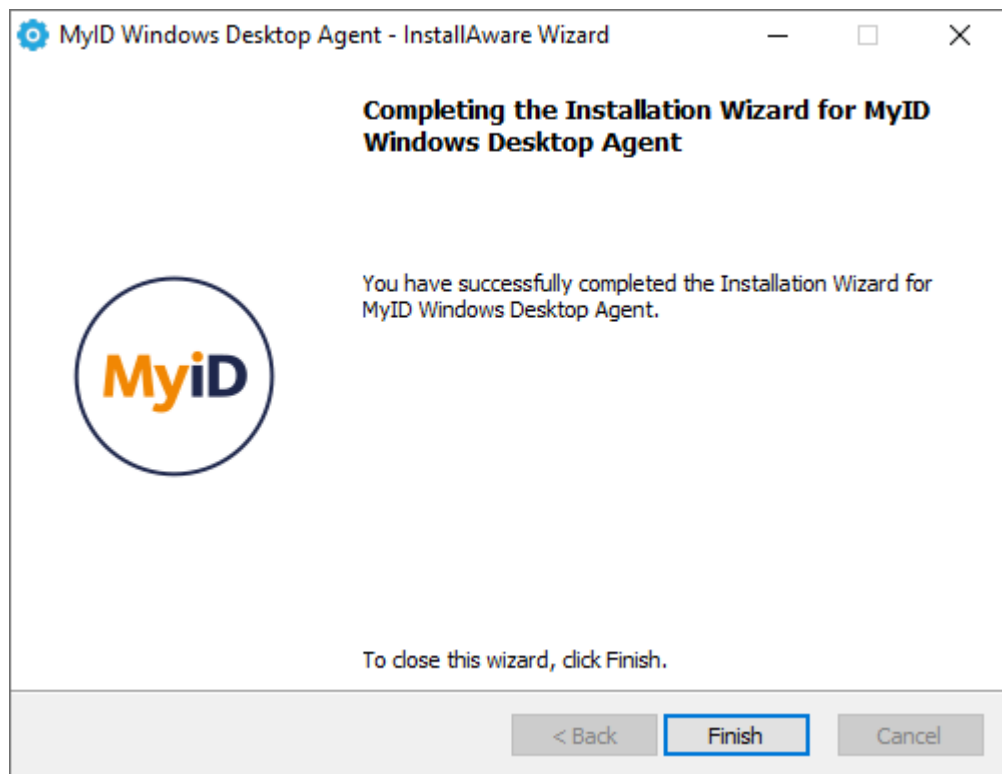 MyID Windows Desktop Agent - InstallAware Wizard
Completing the Installation Wizard for MyID
Windows Desktop Agent
You have successfully completed the Installation Wizard for
MyID Windows Desktop Agent.
MyiD
To close this wizard, click Finish.
< Back
Finish
Cancel